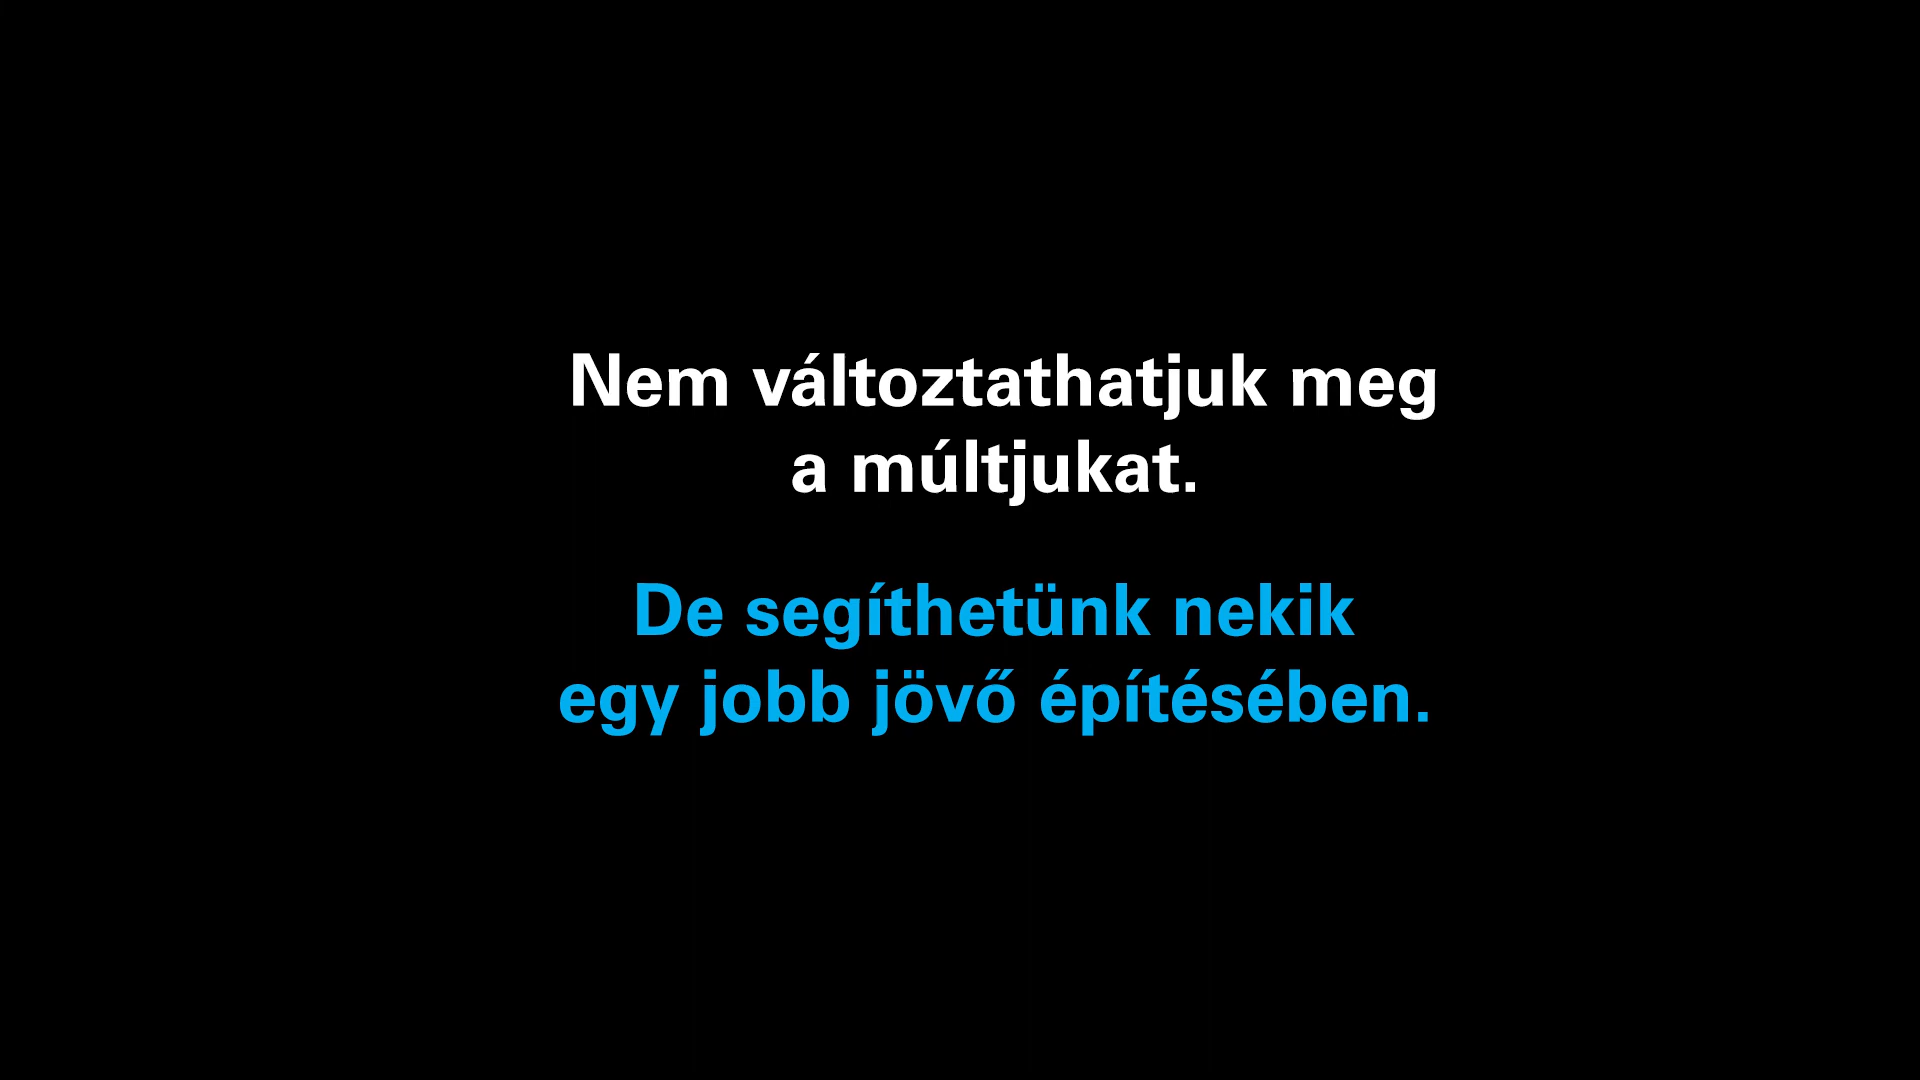 Nem változtathatjuk meg
a múltjukat.
De segíthetünk nekik
egy jobb jövő építésében.